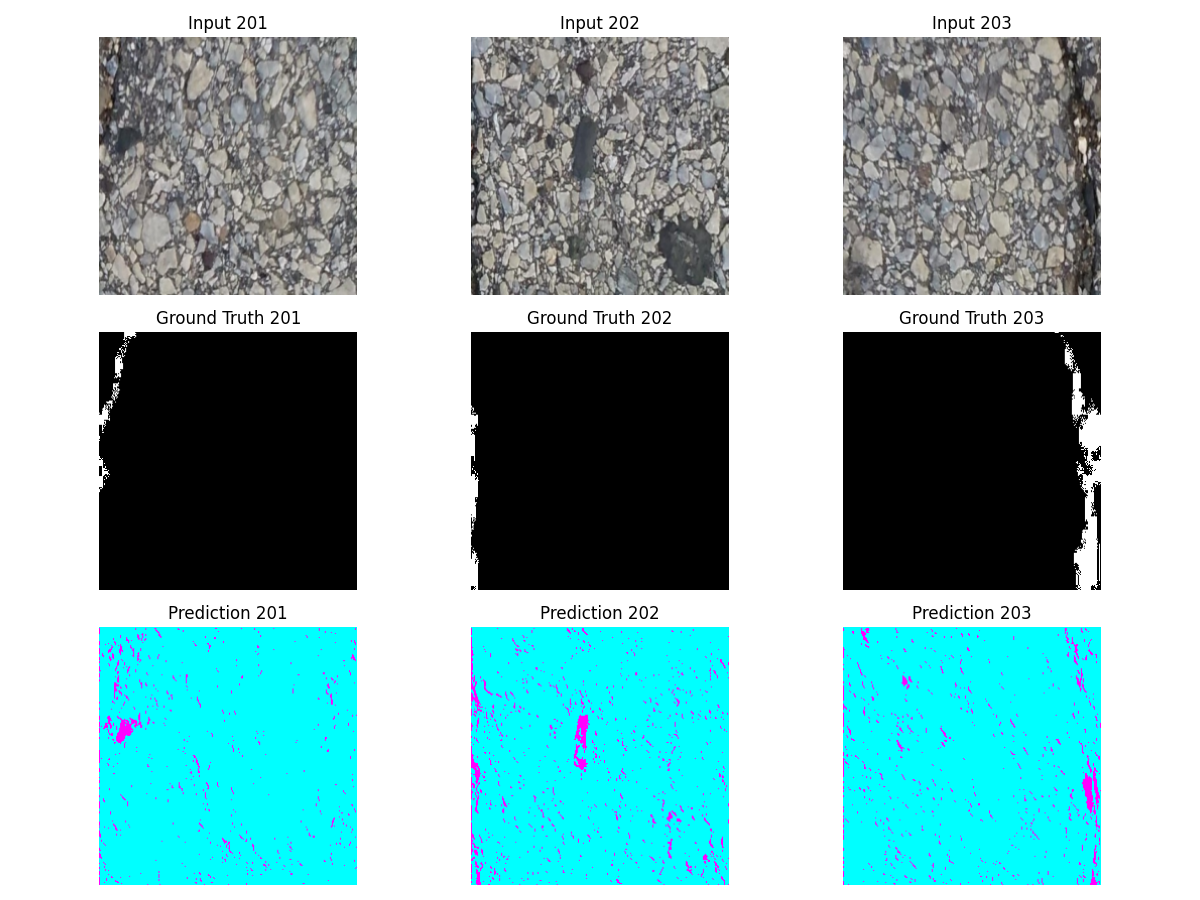 Input 201
Input 202
Input 203
Ground Truth 201
Ground Truth 202
Ground Truth 203
Prediction 201
Prediction 202
Prediction 203